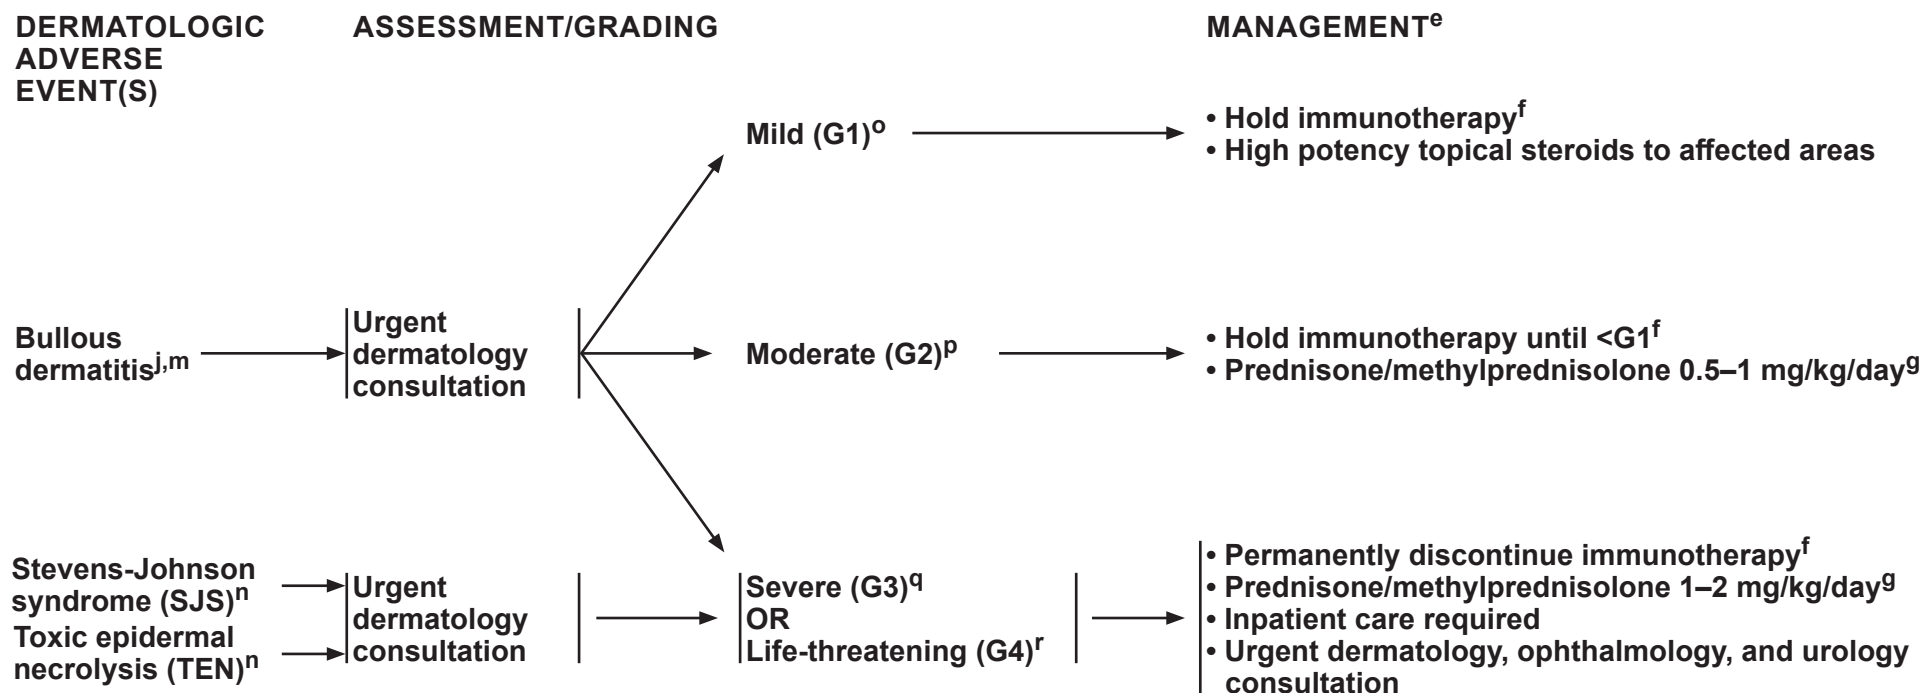 DERMATOLOGIC
ADVERSE
EVENT(S)
ASSESSMENT/GRADING
MANAGEMENTᵉ
Mild (G1)ᵒ
• Hold immunotherapyᶠ
• High potency topical steroids to affected areas
Bullous
dermatitisʲ,ᵐ
Urgent
dermatology
consultation
Moderate (G2)ᵖ
• Hold immunotherapy until <G1ᶠ
• Prednisone/methylprednisolone 0.5–1 mg/kg/dayᵍ
Stevens-Johnson
syndrome (SJS)ⁿ
Toxic epidermal
necrolysis (TEN)ⁿ
Urgent
dermatology
consultation
Severe (G3)q
OR
Life-threatening (G4)ʳ
• Permanently discontinue immunotherapyᶠ
• Prednisone/methylprednisolone 1–2 mg/kg/dayᵍ
• Inpatient care required
• Urgent dermatology, ophthalmology, and urology
consultation